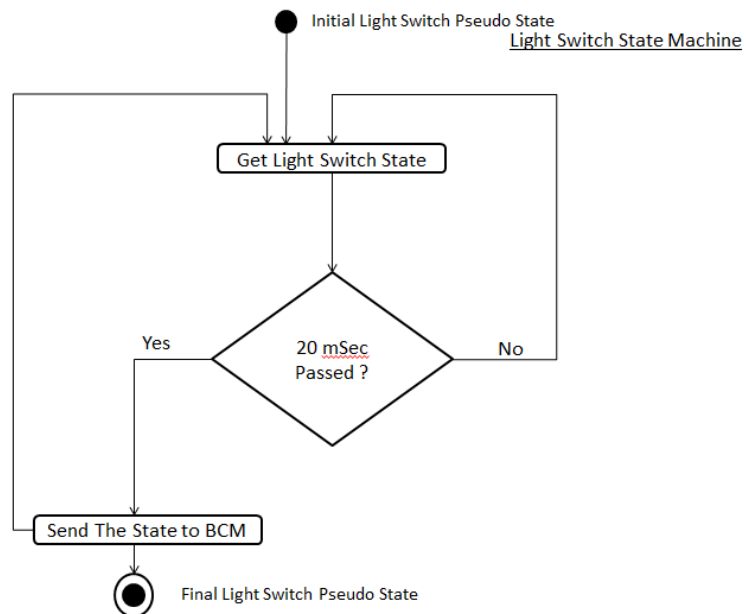 Initial Light Switch Pseudo State
Light Switch State Machine
Get Light Switch State
20 mSec
Passed ?
Yes
No
Send The State to BCM
Final Light Switch Pseudo State